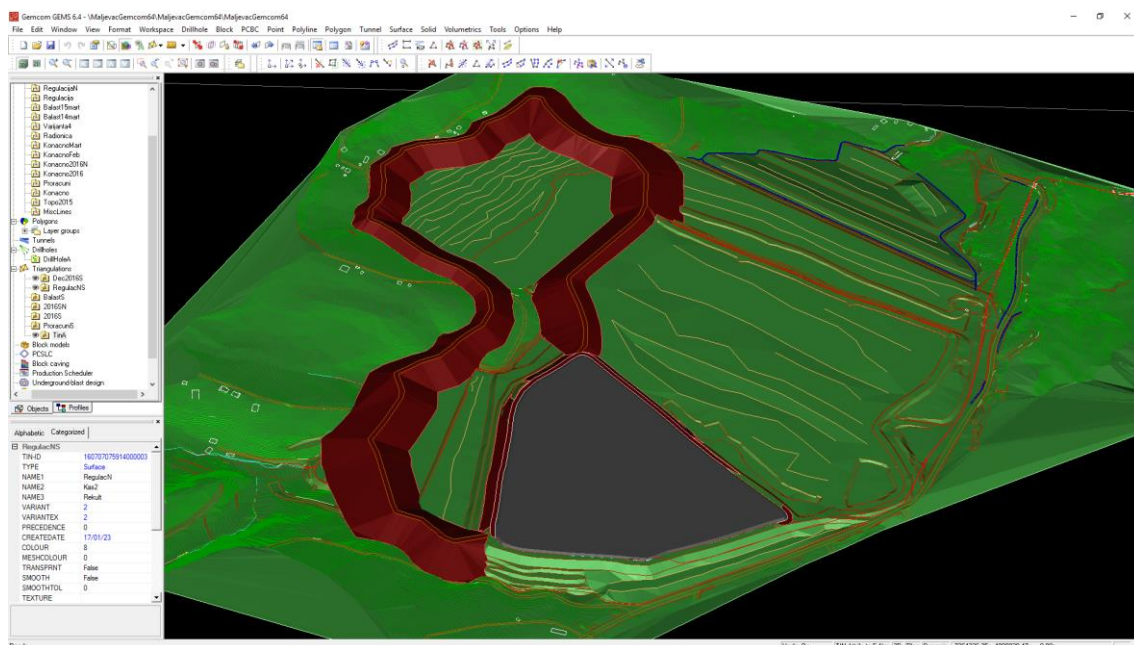 Gemcom GEMS 6.4 - \MaljevacGemcom64\MaljevacGemcom64\MaljevacGemcom64
File Edit Window View Format Workspace Drillhole Block PCBC Point Polyline Polygon Tunnel Surface Solid Volumetrics Tools Options Help
RegulacijaN
Regulacija
Balast15mart
Balast14mart
Varijanta4
Radionica
KonacnoMart
KonacnoFeb
Konacno2016N
Konacno2016
Proracuni
Konacno
Topo2015
MiscLines
Polygons
Layer groups
Tunnels
Drillholes
DrillHoleA
Triangulations
Dec2016S
RegulacNS
BalastS
2016SN
2016S
ProracuniS
TinA
Block models
PCSLC
Block caving
Production Scheduler
Underground-blast design
Objects Profiles
Alphabetic Categorized
RegulacNS
TIN-ID 160707075914000003
TYPE Surface
NAME1 RegulacN
NAME2 Kas2
NAME3 Rekult
VARIANT 2
VARIANTEX 2
PRECEDENCE 0
CREATEDATE 17/01/23
COLOUR 8
MESHCOLOUR 0
TRANSPRNT False
SMOOTH False
SMOOTHTOL 0
TEXTURE